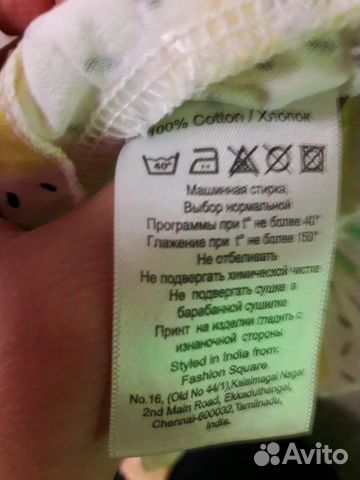 100% Cotton / Хлопок
40°
Машинная стирка,
Выбор нормальной
Программы при t° не более 40°
Глажение при t° не более 150°
Не отбеливать
Не подвергать химической чистке
Не подвергать сушке в
барабанной сушилке
Принт на изделии гладить с
изнаночной стороны
Styled in India from:
Fashion Square
No.16, (Old No 44/1),Kalaimagal Nagar
2nd Main Road, Ekkaduthangal,
Chennai-600032,Tamilnadu,
India.
Avito